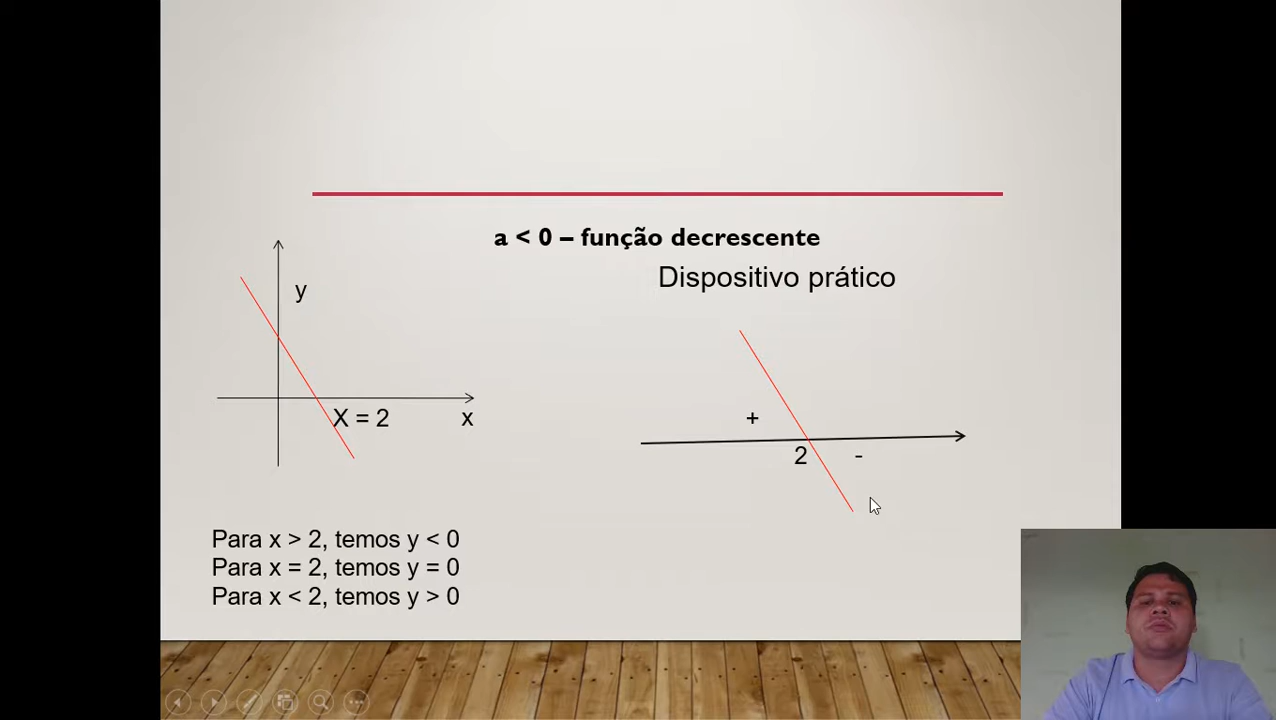 a < 0 – função decrescente
Dispositivo prático
y
X = 2
x
+
2
-
Para x > 2, temos y < 0
Para x = 2, temos y = 0
Para x < 2, temos y > 0